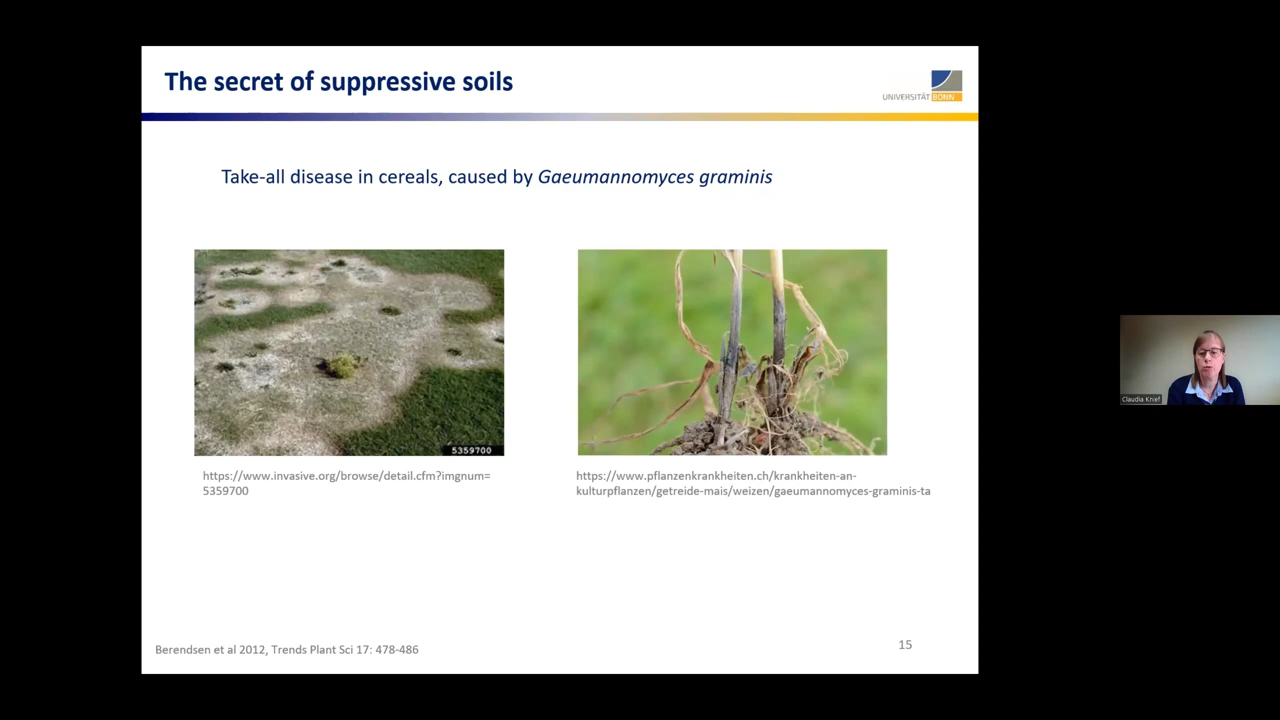 The secret of suppressive soils
UNIVERSITÄT BONN
Take-all disease in cereals, caused by Gaeumannomyces graminis
5359700
https://www.invasive.org/browse/detail.cfm?imgnum=
5359700
https://www.pflanzenkrankheiten.ch/krankheiten-an-
kulturpflanzen/getreide-mais/weizen/gaeumannomyces-graminis-ta
Claudia Knief
Berendsen et al 2012, Trends Plant Sci 17: 478-486
15